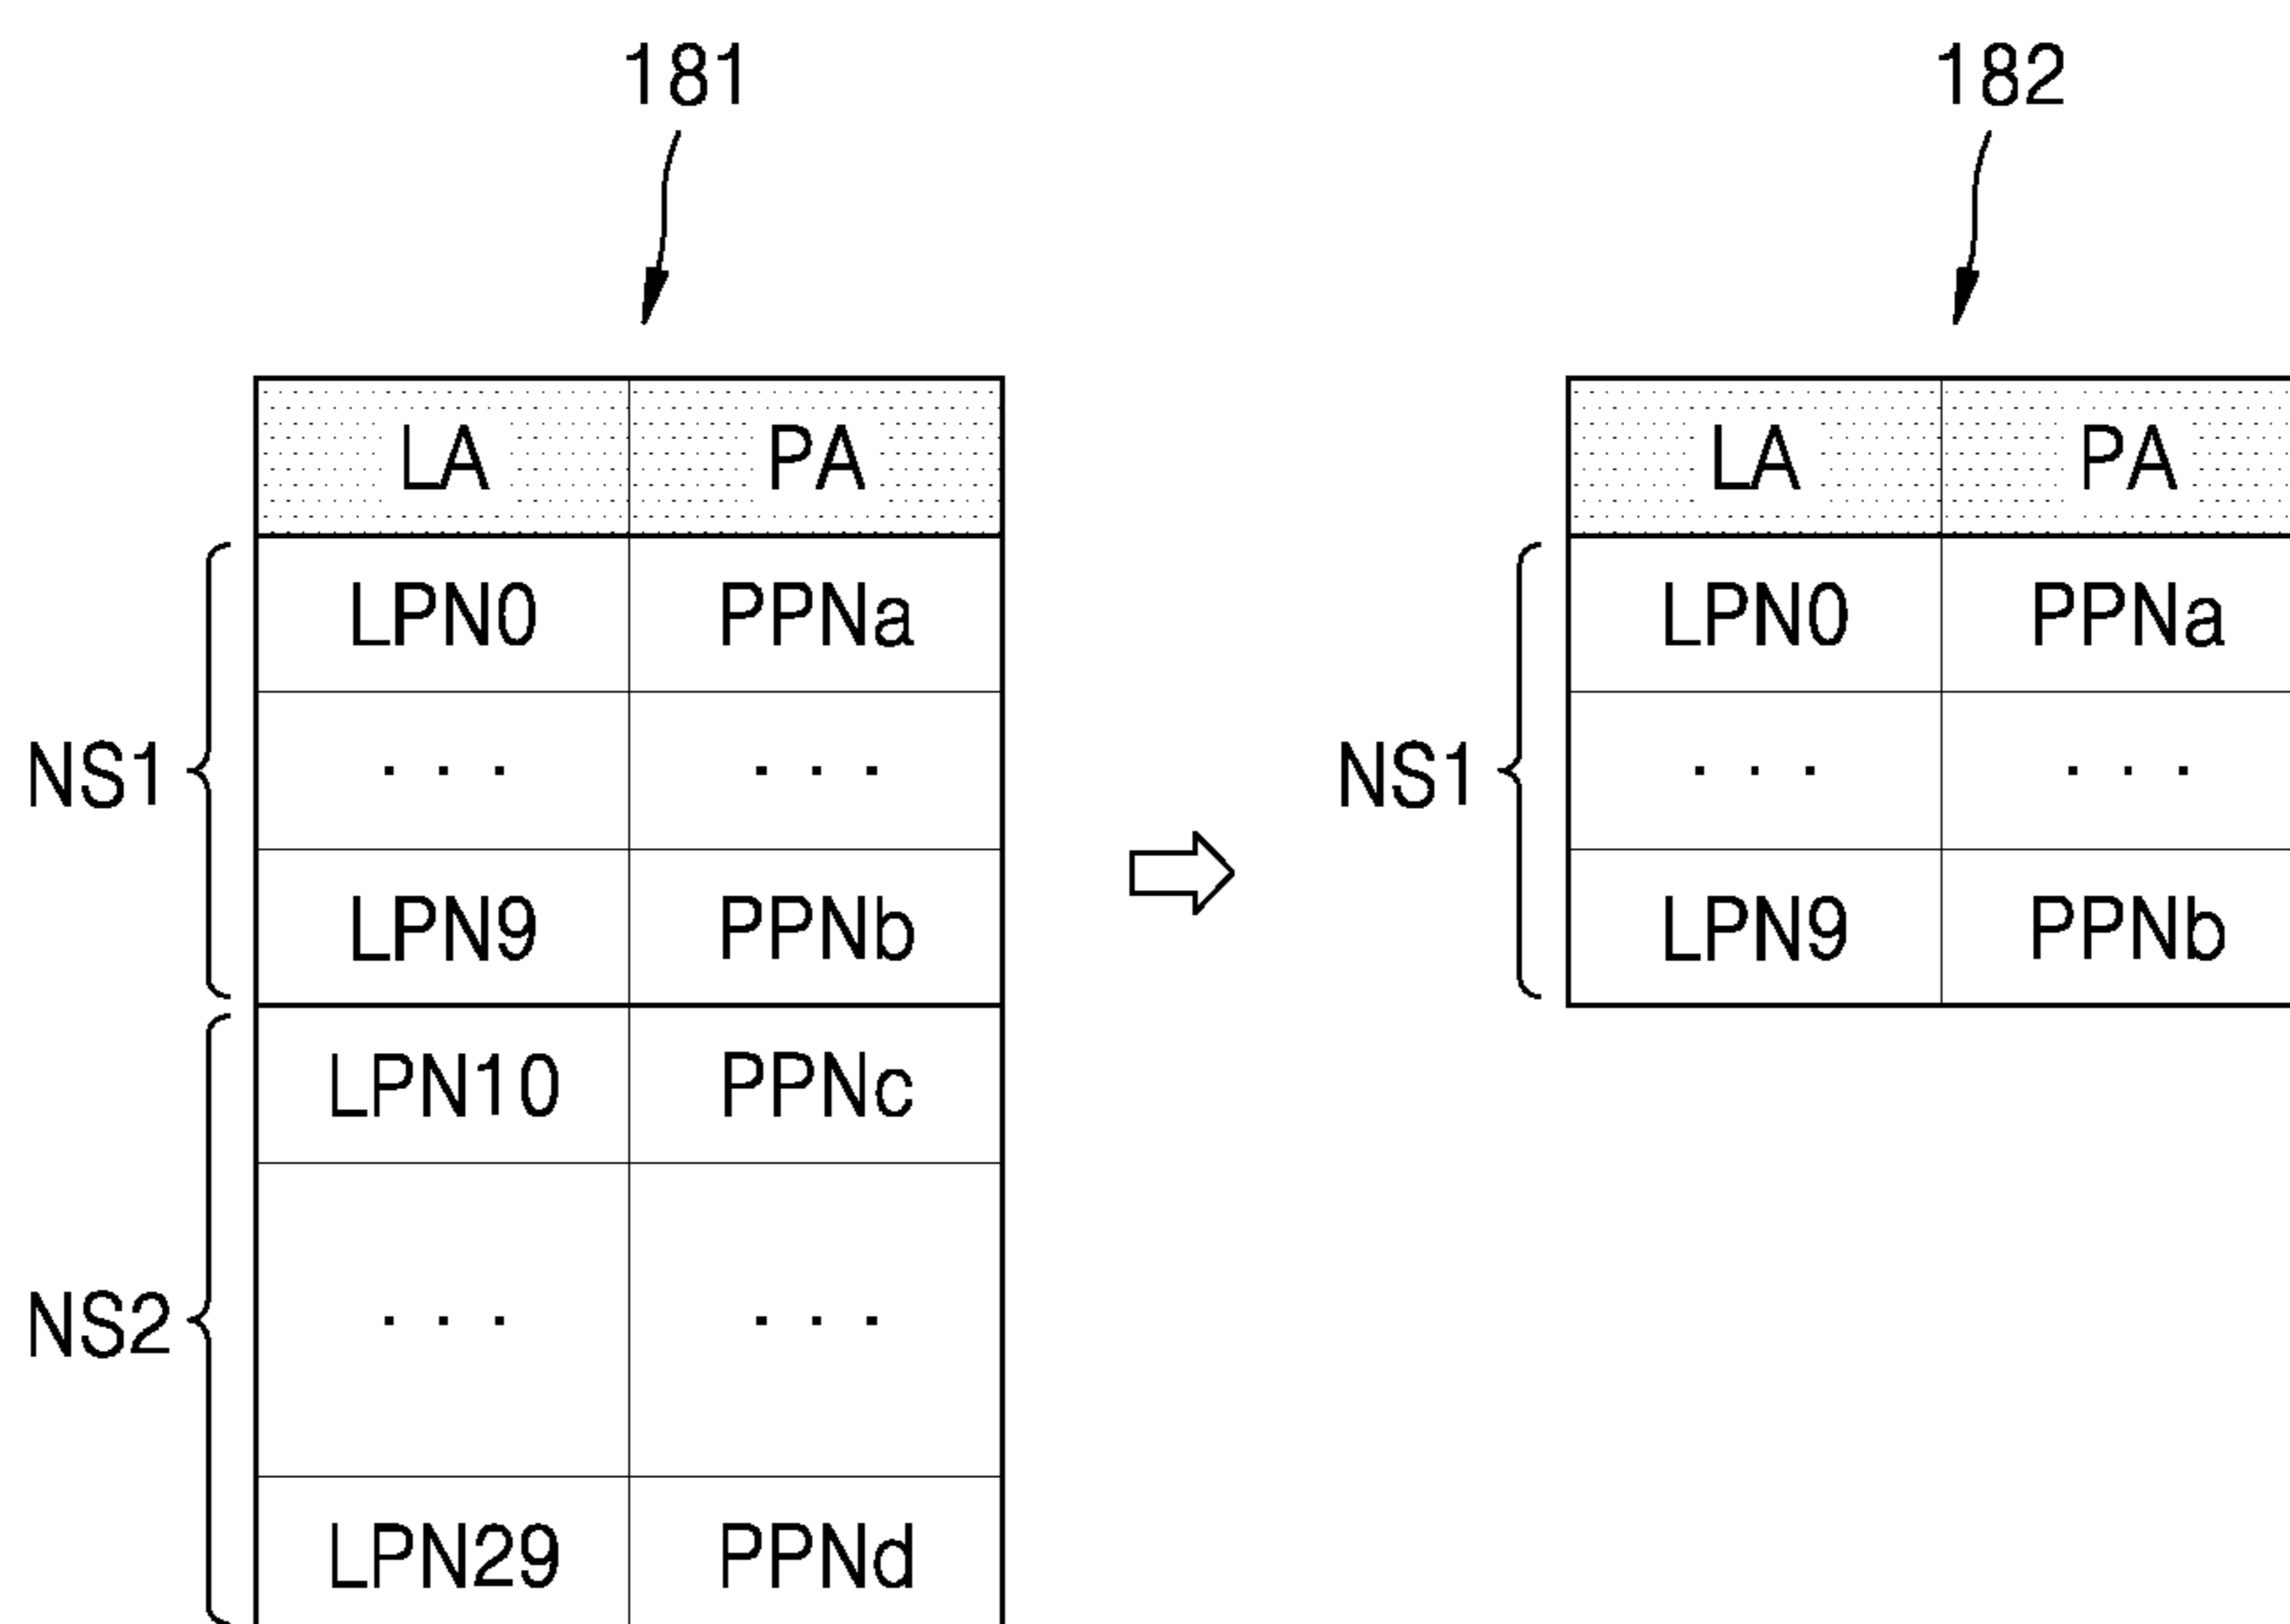 181
LA PA
NS1
LPN0 PPNa
... ...
LPN9 PPNb
NS2
LPN10 PPNc
... ...
LPN29 PPNd
182
LA PA
NS1
LPN0 PPNa
... ...
LPN9 PPNb